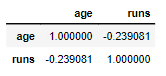 age runs
age 1.000000 -0.239081
runs -0.239081 1.000000